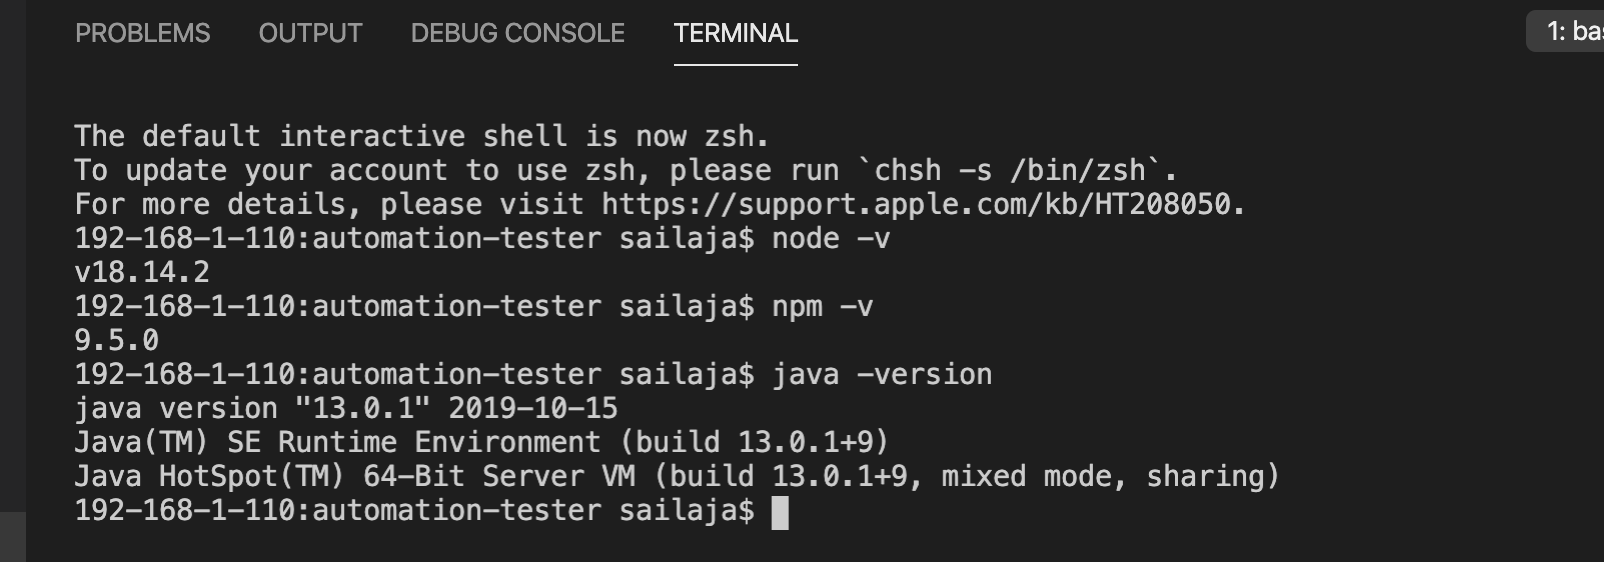 PROBLEMS OUTPUT DEBUG CONSOLE TERMINAL 1:
The default interactive shell is now zsh.
To update your account to use zsh, please run `chsh -s /bin/zsh`.
For more details, please visit https://support.apple.com/kb/HT208050.
192-168-1-110:automation-tester sailaja$ node -v
v18.14.2
192-168-1-110:automation-tester sailaja$ npm -v
9.5.0
192-168-1-110:automation-tester sailaja$ java -version
java version "13.0.1" 2019-10-15
Java(TM) SE Runtime Environment (build 13.0.1+9)
Java HotSpot(TM) 64-Bit Server VM (build 13.0.1+9, mixed mode, sharing)
192-168-1-110:automation-tester sailaja$